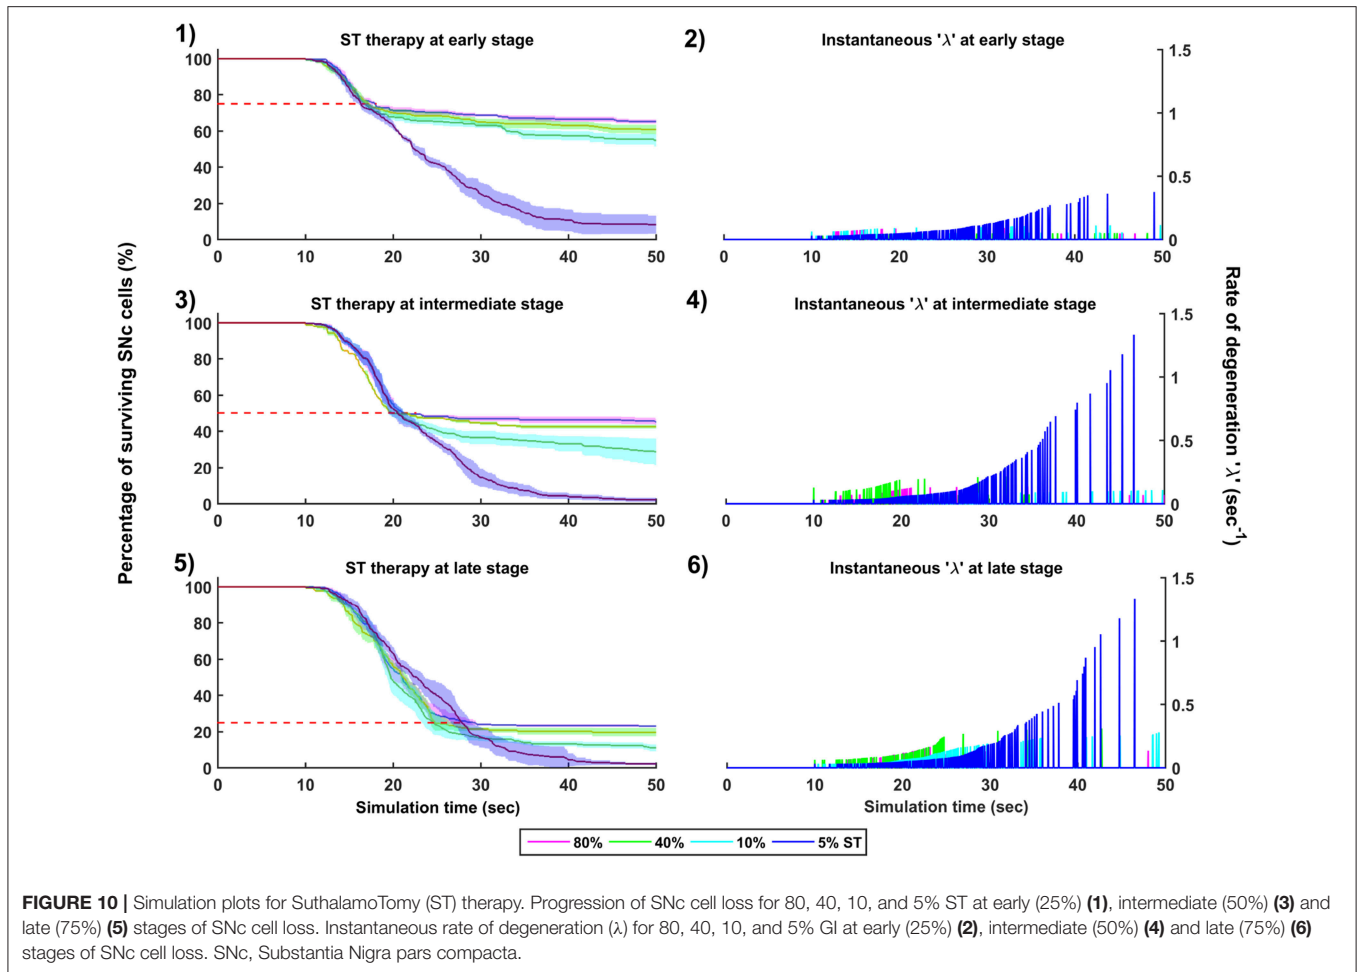 1)
ST therapy at early stage
100
80
60
40
20
0
0 10 20 30 40 50
2)
Instantaneous 'λ' at early stage
1.5
1
0.5
0
0 10 20 30 40 50
Percentage of surviving SNc cells (%)
3)
ST therapy at intermediate stage
100
80
60
40
20
0
0 10 20 30 40 50
4)
Instantaneous 'λ' at intermediate stage
1.5
1
0.5
0
0 10 20 30 40 50
Rate of degeneration 'λ' (sec-1)
5)
ST therapy at late stage
100
80
60
40
20
0
0 10 20 30 40 50
Simulation time (sec)
6)
Instantaneous 'λ' at late stage
1.5
1
0.5
0
0 10 20 30 40 50
Simulation time (sec)
80% 40% 10% 5% ST
FIGURE 10 | Simulation plots for SuthalamoTomy (ST) therapy. Progression of SNc cell loss for 80, 40, 10, and 5% ST at early (25%) (1), intermediate (50%) (3) and
late (75%) (5) stages of SNc cell loss. Instantaneous rate of degeneration (λ) for 80, 40, 10, and 5% GI at early (25%) (2), intermediate (50%) (4) and late (75%) (6)
stages of SNc cell loss. SNc, Substantia Nigra pars compacta.